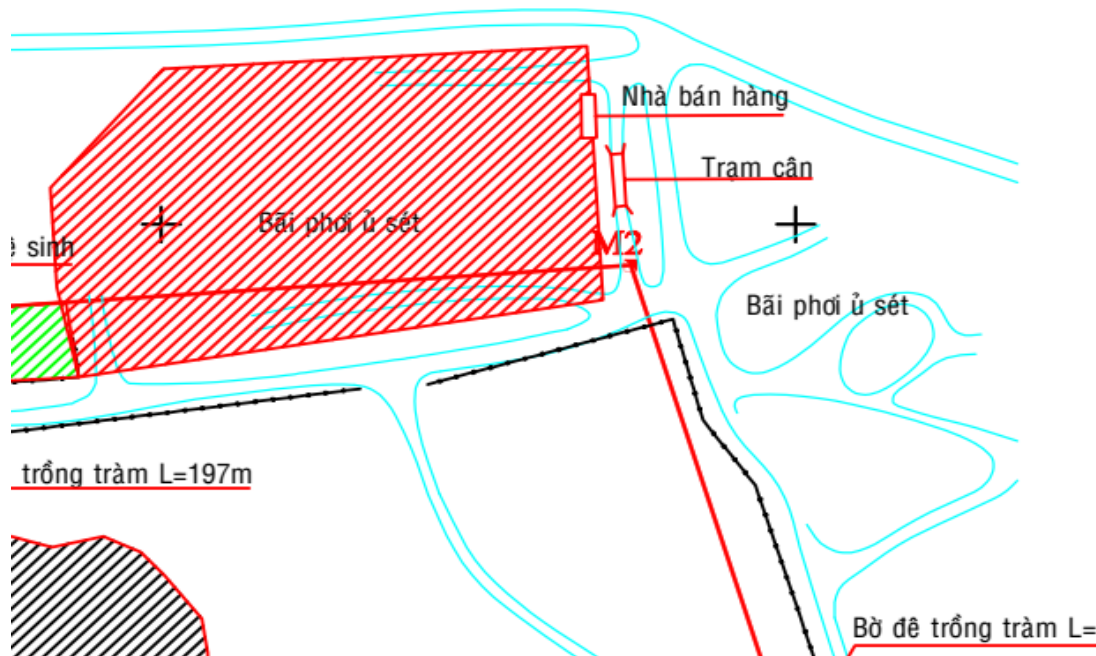 Nhà bán hàng
Trạm cân
Bãi phơi ủ sét
ệ sinh
M2
Bãi phơi ủ sét
trồng tràm L=197m
Bờ đê trồng tràm L=